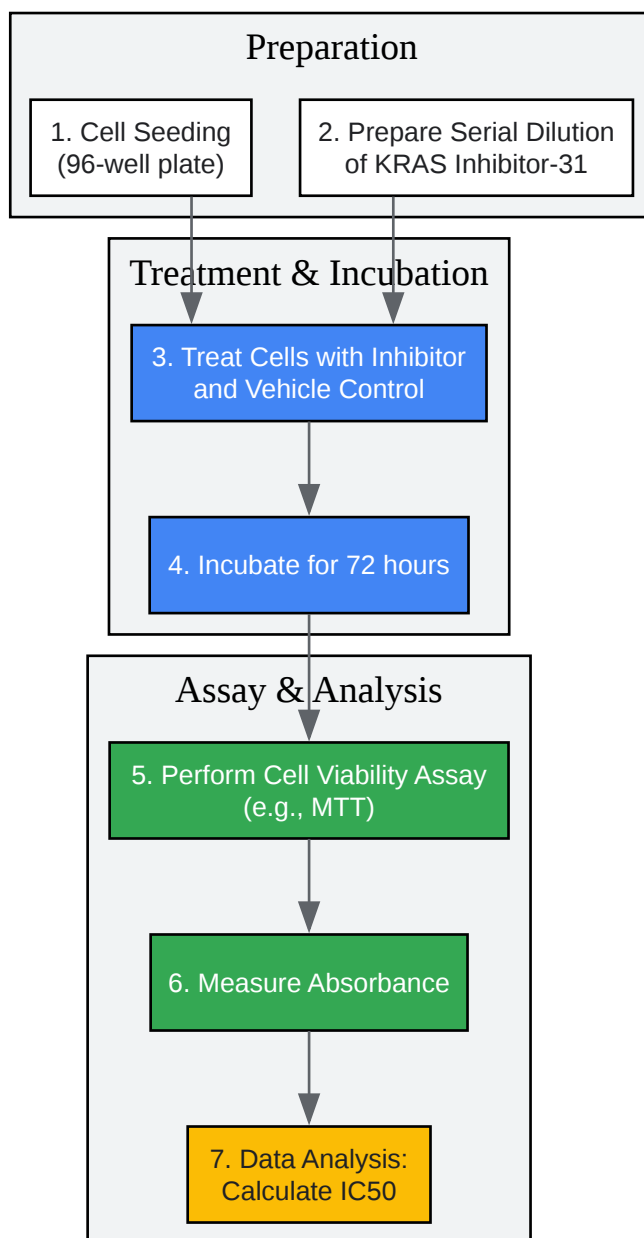 Preparation
1. Cell Seeding
(96-well plate)
2. Prepare Serial Dilution
of KRAS Inhibitor-31
Treatment & Incubation
3. Treat Cells with Inhibitor
and Vehicle Control
4. Incubate for 72 hours
Assay & Analysis
5. Perform Cell Viability Assay
(e.g., MTT)
6. Measure Absorbance
7. Data Analysis:
Calculate IC50